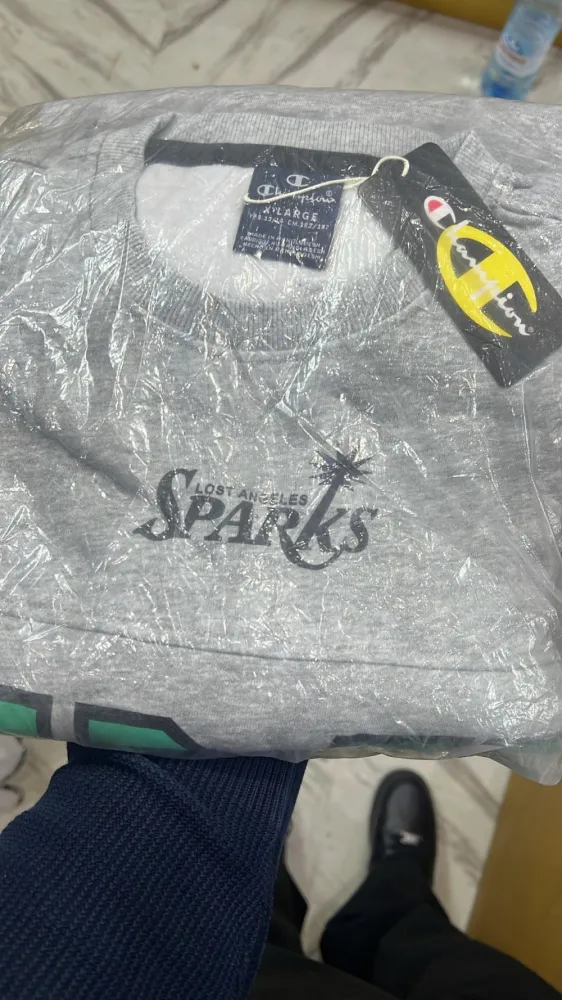 Champion
X-LARGE
Champion
LOST ANGELES
SPARKS